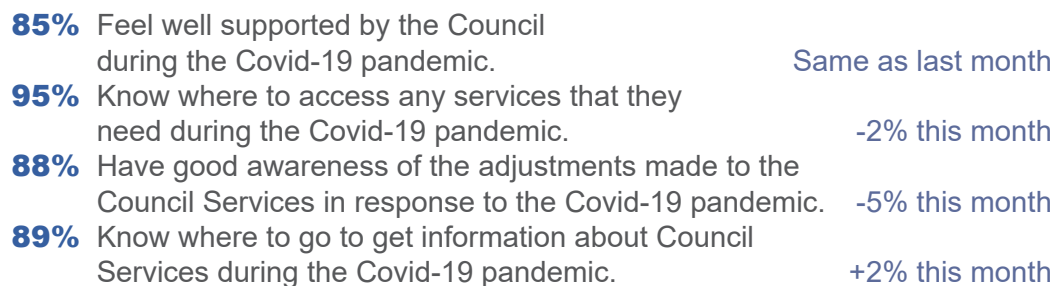 85% Feel well supported by the Council
during the Covid-19 pandemic. Same as last month
95% Know where to access any services that they
need during the Covid-19 pandemic. -2% this month
88% Have good awareness of the adjustments made to the
Council Services in response to the Covid-19 pandemic. -5% this month
89% Know where to go to get information about Council
Services during the Covid-19 pandemic. +2% this month